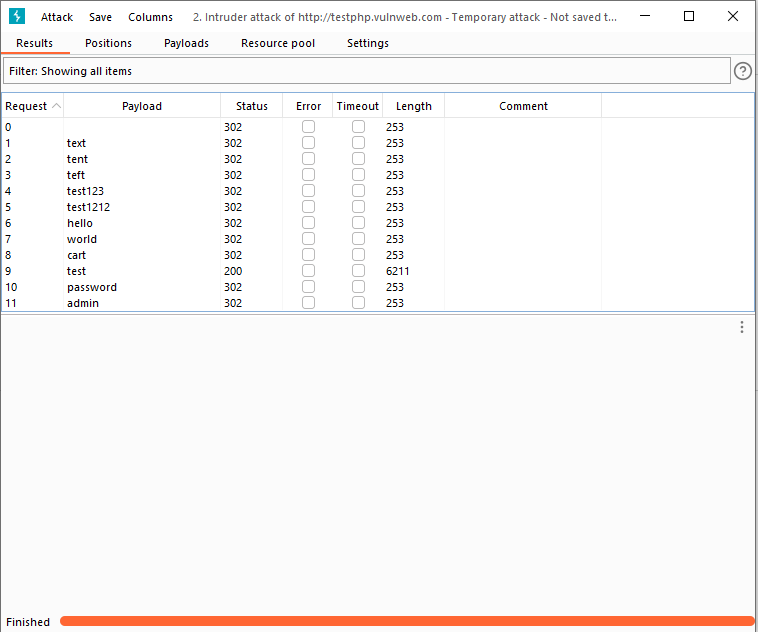 Attack Save Columns 2. Intruder attack of http://testphp.vulnweb.com - Temporary attack - Not saved t...
Results Positions Payloads Resource pool Settings
Filter: Showing all items ?
Request Payload Status Error Timeout Length Comment
0 302 253
1 text 302 253
2 tent 302 253
3 teft 302 253
4 test123 302 253
5 test1212 302 253
6 hello 302 253
7 world 302 253
8 cart 302 253
9 test 200 6211
10 password 302 253
11 admin 302 253
Finished